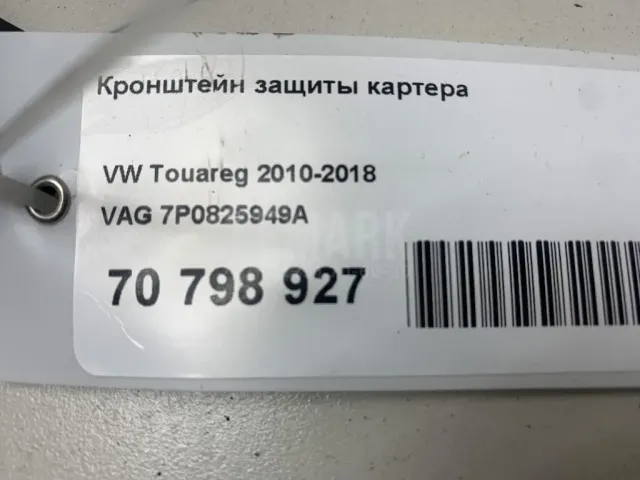 Кронштейн защиты картера
VW Touareg 2010-2018
VAG 7P0825949A
70 798 927